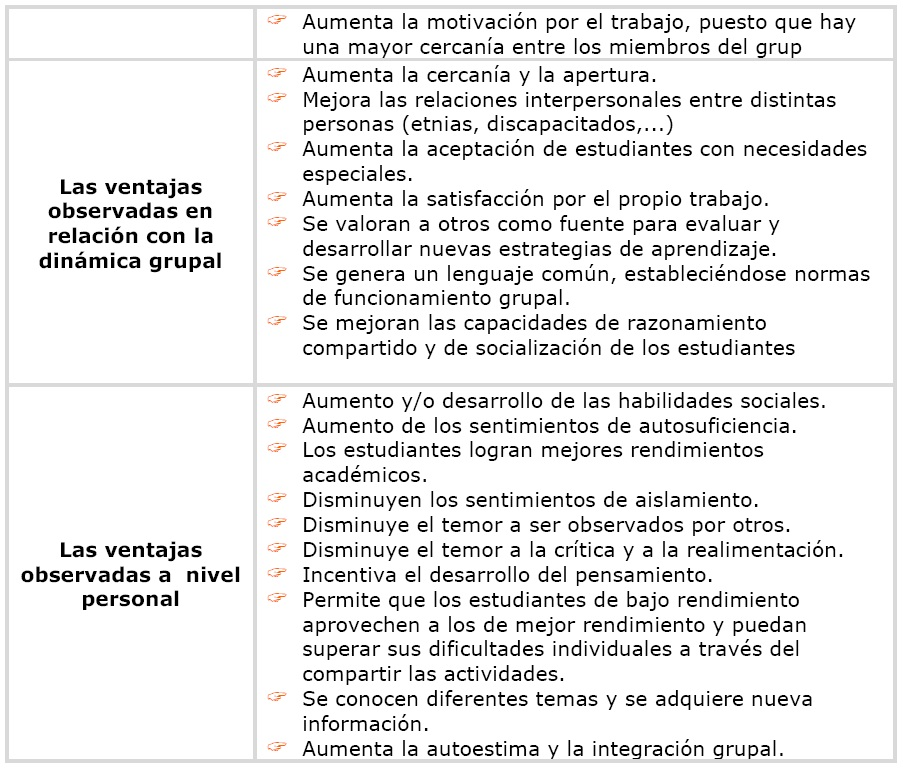 Aumenta la motivación por el trabajo, puesto que hay
una mayor cercanía entre los miembros del grup
Las ventajas
observadas en
relación con la
dinámica grupal
Aumenta la cercanía y la apertura.
Mejora las relaciones interpersonales entre distintas
personas (etnias, discapacitados,...)
Aumenta la aceptación de estudiantes con necesidades
especiales.
Aumenta la satisfacción por el propio trabajo.
Se valoran a otros como fuente para evaluar y
desarrollar nuevas estrategias de aprendizaje.
Se genera un lenguaje común, estableciéndose normas
de funcionamiento grupal.
Se mejoran las capacidades de razonamiento
compartido y de socialización de los estudiantes
Las ventajas
observadas a nivel
personal
Aumento y/o desarrollo de las habilidades sociales.
Aumento de los sentimientos de autosuficiencia.
Los estudiantes logran mejores rendimientos
académicos.
Disminuyen los sentimientos de aislamiento.
Disminuye el temor a ser observados por otros.
Disminuye el temor a la crítica y a la realimentación.
Incentiva el desarrollo del pensamiento.
Permite que los estudiantes de bajo rendimiento
aprovechen a los de mejor rendimiento y puedan
superar sus dificultades individuales a través del
compartir las actividades.
Se conocen diferentes temas y se adquiere nueva
información.
Aumenta la autoestima y la integración grupal.